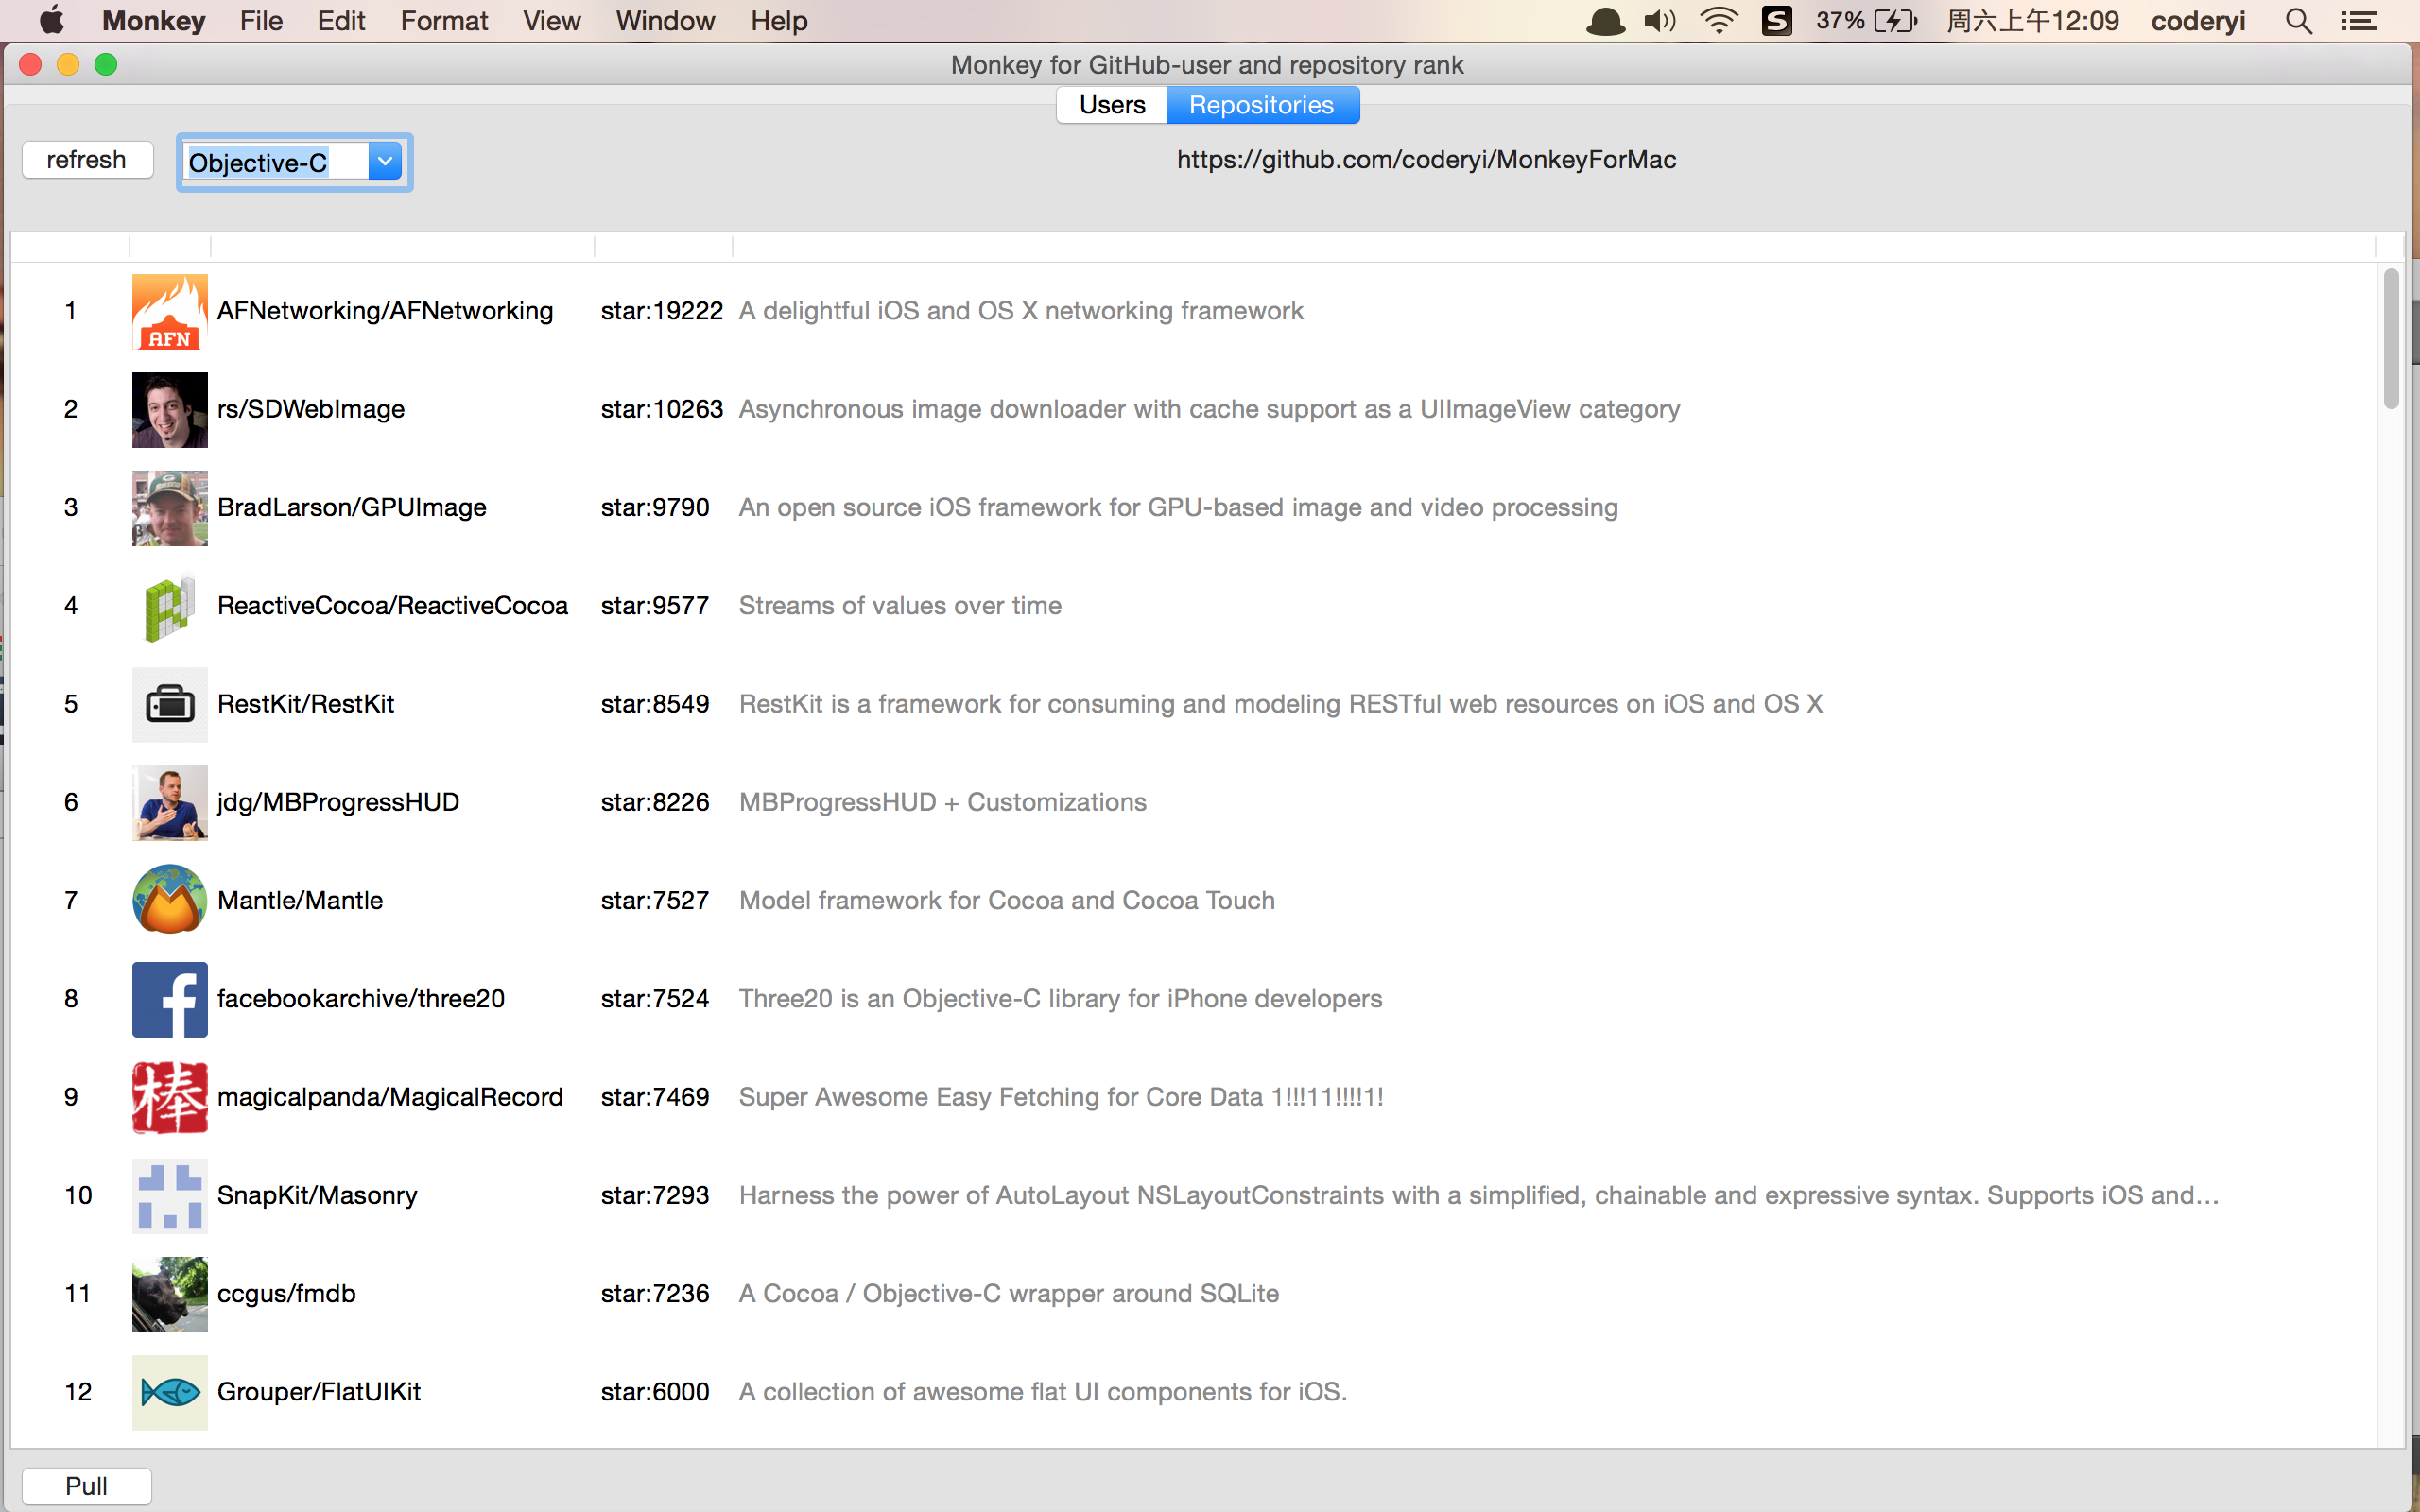 Monkey File Edit Format View Window Help 37% 周六上午12:09 coderyi
Monkey for GitHub-user and repository rank
Users Repositories
refresh Objective-C https://github.com/coderyi/MonkeyForMac
1 AFN AFNetworking/AFNetworking star:19222 A delightful iOS and OS X networking framework
2 rs/SDWebImage star:10263 Asynchronous image downloader with cache support as a UIImageView category
3 BradLarson/GPUImage star:9790 An open source iOS framework for GPU-based image and video processing
4 ReactiveCocoa/ReactiveCocoa star:9577 Streams of values over time
5 RestKit/RestKit star:8549 RestKit is a framework for consuming and modeling RESTful web resources on iOS and OS X
6 jdg/MBProgressHUD star:8226 MBProgressHUD + Customizations
7 Mantle/Mantle star:7527 Model framework for Cocoa and Cocoa Touch
8 facebookarchive/three20 star:7524 Three20 is an Objective-C library for iPhone developers
9 棒 magicalpanda/MagicalRecord star:7469 Super Awesome Easy Fetching for Core Data 1!!!11!!!!1!
10 SnapKit/Masonry star:7293 Harness the power of AutoLayout NSLayoutConstraints with a simplified, chainable and expressive syntax. Supports iOS and...
11 ccgus/fmdb star:7236 A Cocoa / Objective-C wrapper around SQLite
12 Grouper/FlatUIKit star:6000 A collection of awesome flat UI components for iOS.
Pull